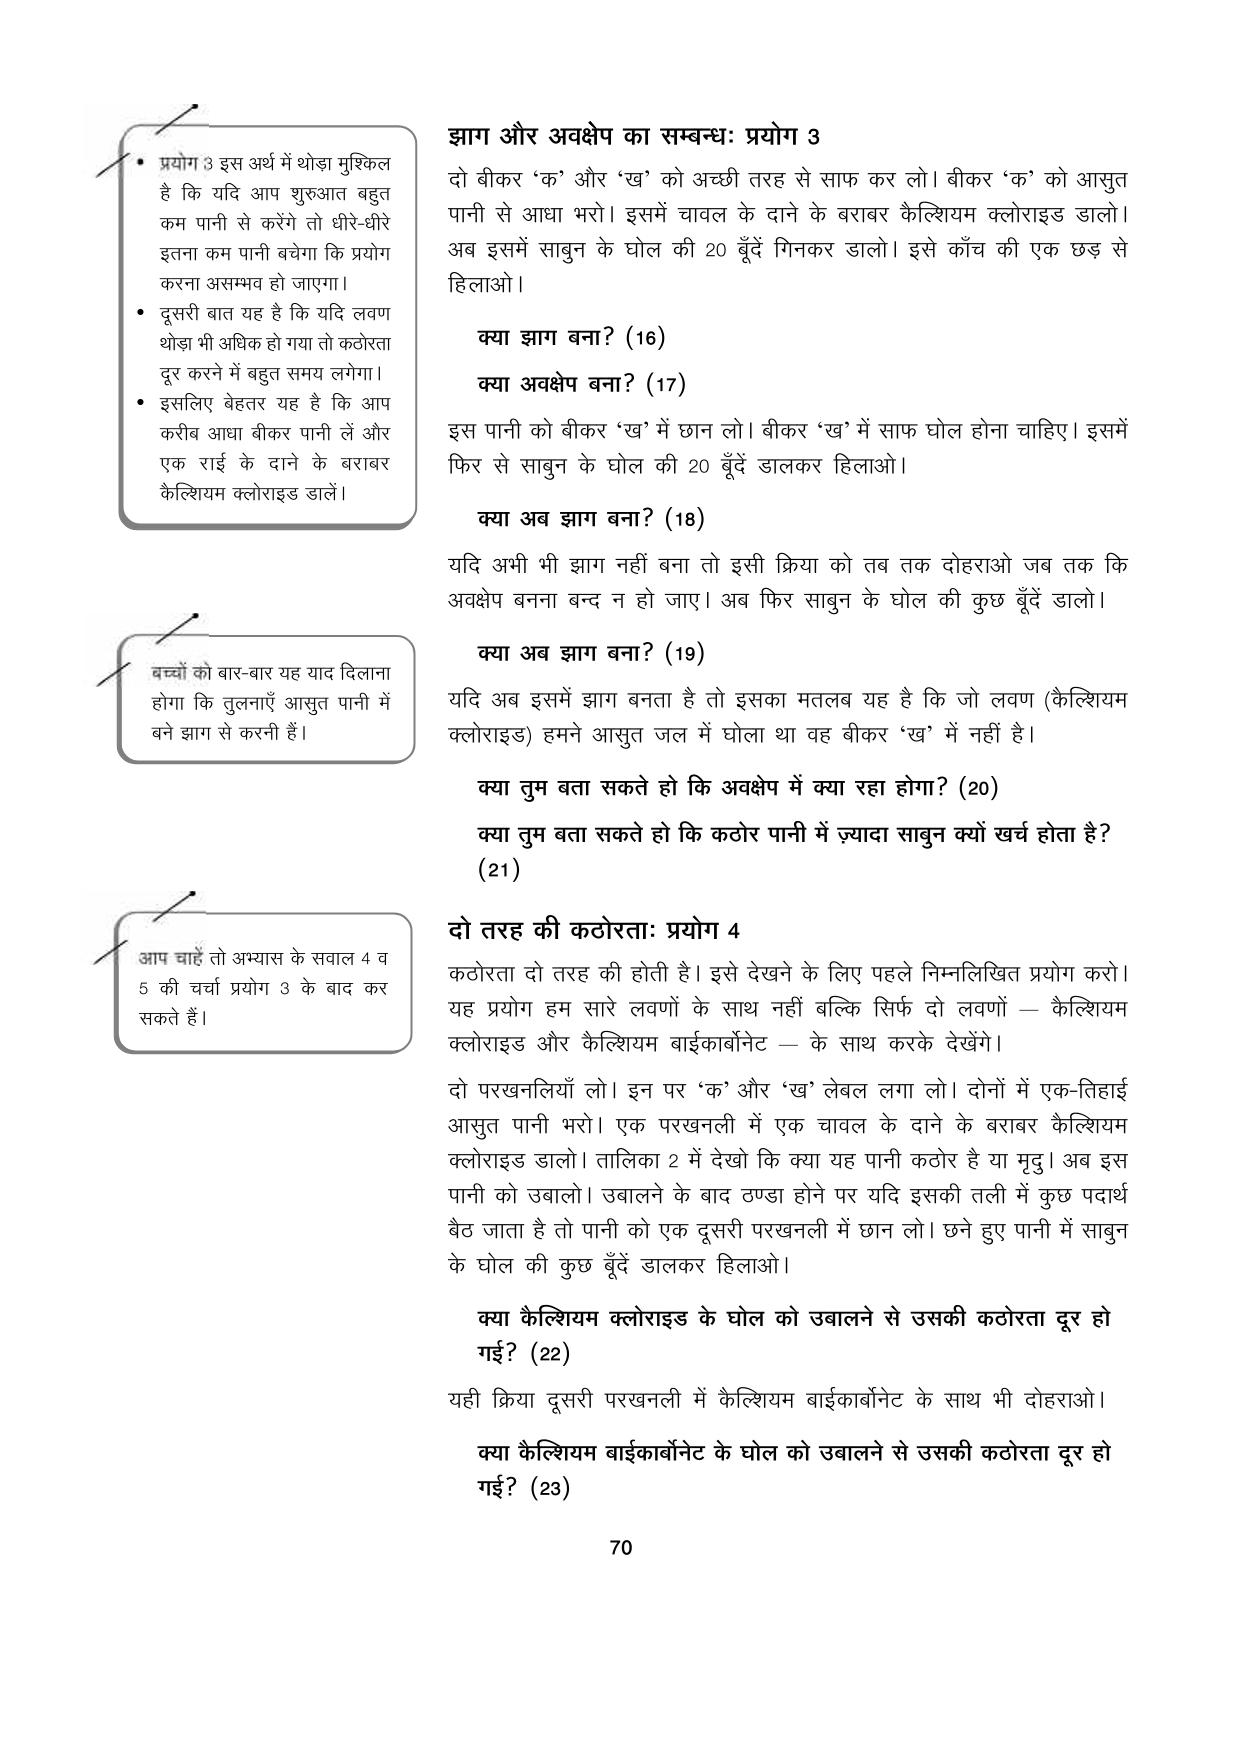 • प्रयोग 3 इस अर्थ में थोड़ा मुश्किल
है कि यदि आप शुरुआत बहुत
कम पानी से करेंगे तो धीरे-धीरे
इतना कम पानी बचेगा कि प्रयोग
करना असम्भव हो जाएगा।
• दूसरी बात यह है कि यदि लवण
थोड़ा भी अधिक हो गया तो कठोरता
दूर करने में बहुत समय लगेगा।
• इसलिए बेहतर यह है कि आप
करीब आधा बीकर पानी लें और
एक राई के दाने के बराबर
कैल्शियम क्लोराइड डालें।
बच्चों को बार-बार यह याद दिलाना
होगा कि तुलनाएँ आसुत पानी में
बने झाग से करनी हैं।
आप चाहें तो अभ्यास के सवाल 4 व
5 की चर्चा प्रयोग 3 के बाद कर
सकते हैं।
झाग और अवक्षेप का सम्बन्धः प्रयोग 3
दो बीकर ‘क’ और ‘ख’ को अच्छी तरह से साफ कर लो। बीकर ‘क’ को आसुत
पानी से आधा भरो। इसमें चावल के दाने के बराबर कैल्शियम क्लोराइड डालो।
अब इसमें साबुन के घोल की 20 बूँदें गिनकर डालो। इसे काँच की एक छड़ से
हिलाओ।
क्या झाग बना? (16)
क्या अवक्षेप बना? (17)
इस पानी को बीकर ‘ख’ में छान लो। बीकर ‘ख’ में साफ घोल होना चाहिए। इसमें
फिर से साबुन के घोल की 20 बूँदें डालकर हिलाओ।
क्या अब झाग बना? (18)
यदि अभी भी झाग नहीं बना तो इसी क्रिया को तब तक दोहराओ जब तक कि
अवक्षेप बनना बन्द न हो जाए। अब फिर साबुन के घोल की कुछ बूँदें डालो।
क्या अब झाग बना? (19)
यदि अब इसमें झाग बनता है तो इसका मतलब यह है कि जो लवण (कैल्शियम
क्लोराइड) हमने आसुत जल में घोला था वह बीकर ‘ख’ में नहीं है।
क्या तुम बता सकते हो कि अवक्षेप में क्या रहा होगा? (20)
क्या तुम बता सकते हो कि कठोर पानी में ज़्यादा साबुन क्यों खर्च होता है?
(21)
दो तरह की कठोरताः प्रयोग 4
कठोरता दो तरह की होती है। इसे देखने के लिए पहले निम्नलिखित प्रयोग करो।
यह प्रयोग हम सारे लवणों के साथ नहीं बल्कि सिर्फ दो लवणों — कैल्शियम
क्लोराइड और कैल्शियम बाईकार्बोनेट — के साथ करके देखेंगे।
दो परखनलियाँ लो। इन पर ‘क’ और ‘ख’ लेबल लगा लो। दोनों में एक-तिहाई
आसुत पानी भरो। एक परखनली में एक चावल के दाने के बराबर कैल्शियम
क्लोराइड डालो। तालिका 2 में देखो कि क्या यह पानी कठोर है या मृदु। अब इस
पानी को उबालो। उबालने के बाद ठण्डा होने पर यदि इसकी तली में कुछ पदार्थ
बैठ जाता है तो पानी को एक दूसरी परखनली में छान लो। छने हुए पानी में साबुन
के घोल की कुछ बूँदें डालकर हिलाओ।
क्या कैल्शियम क्लोराइड के घोल को उबालने से उसकी कठोरता दूर हो
गई? (22)
यही क्रिया दूसरी परखनली में कैल्शियम बाईकार्बोनेट के साथ भी दोहराओ।
क्या कैल्शियम बाईकार्बोनेट के घोल को उबालने से उसकी कठोरता दूर हो
गई? (23)
70